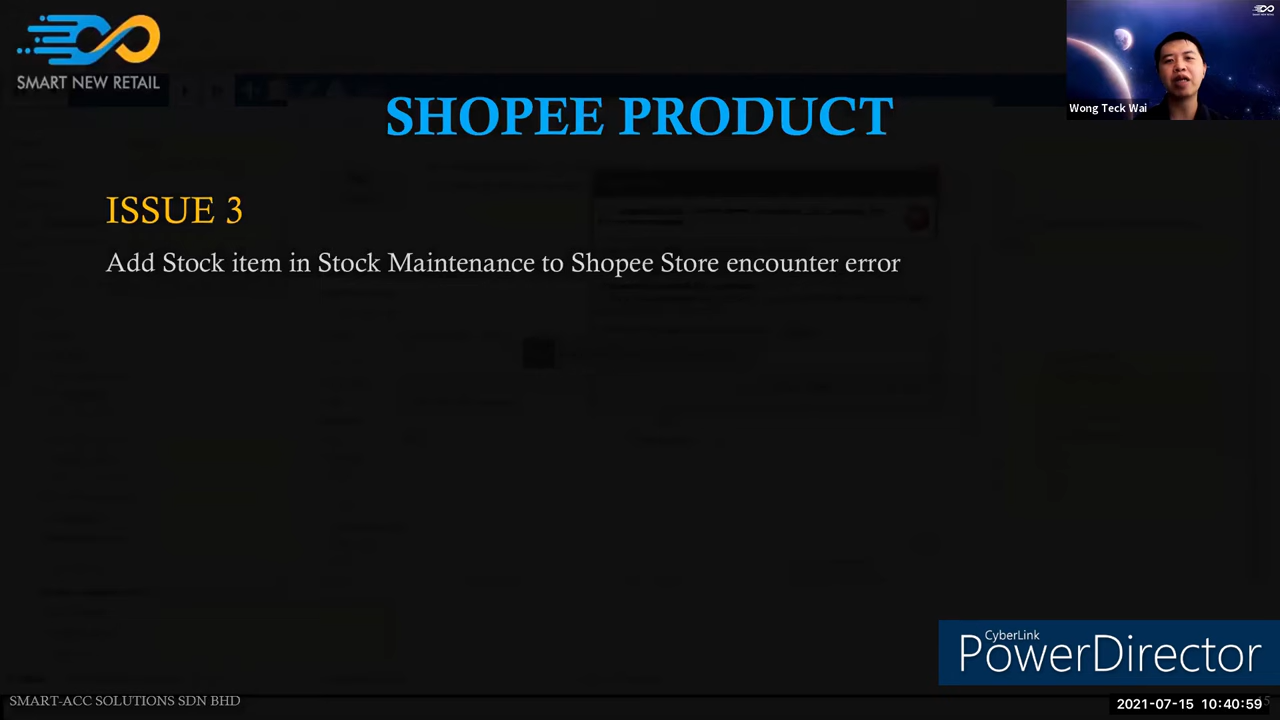 SMART NEW RETAIL
Wong Teck Wai
SHOPEE PRODUCT
ISSUE 3
Add Stock item in Stock Maintenance to Shopee Store encounter error
CyberLink
PowerDirector
SMART-ACC SOLUTIONS SDN BHD
2021-07-15 10:40:59